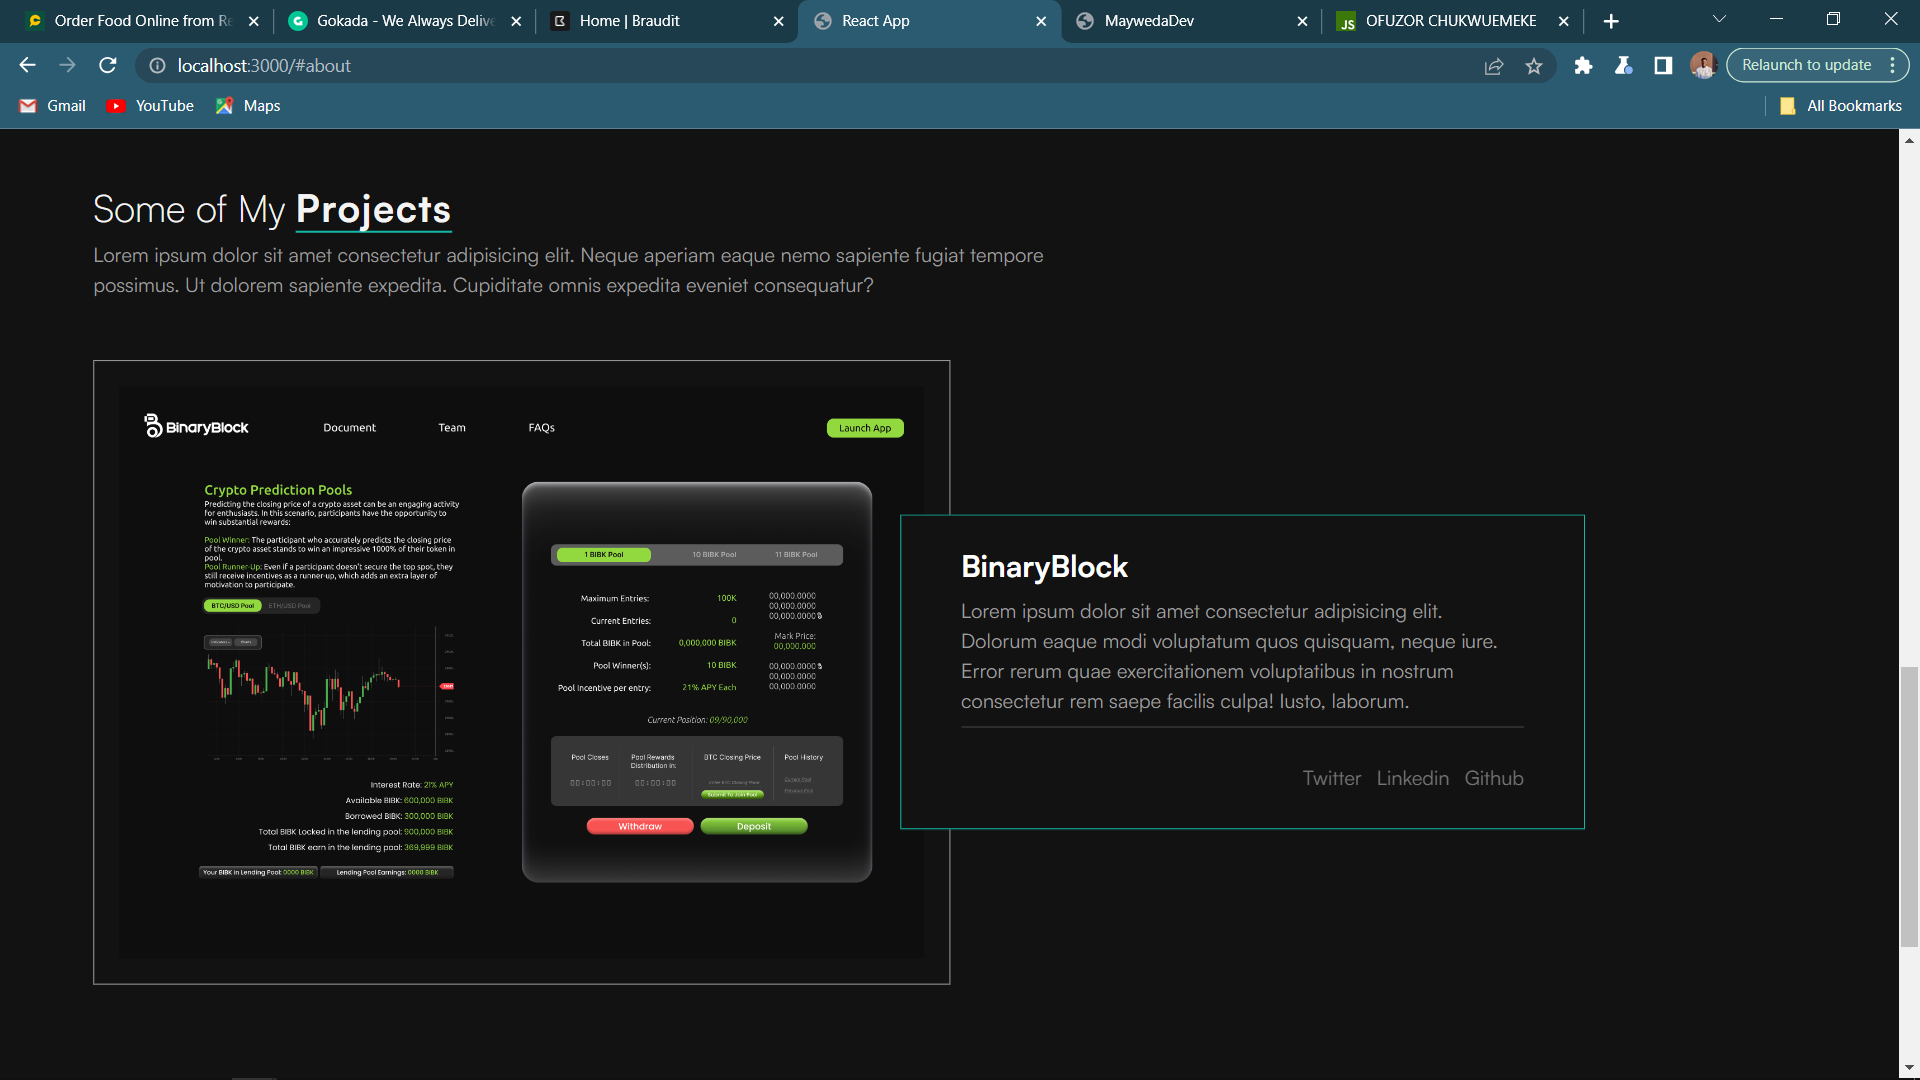 Order Food Online from Re
Gokada - We Always Delive
Home | Braudit
React App
MaywedaDev
JS
OFUZOR CHUKWUEMEKE
localhost:3000/#about
Relaunch to update
Gmail
YouTube
Maps
All Bookmarks
Some of My Projects
Lorem ipsum dolor sit amet consectetur adipisicing elit. Neque aperiam eaque nemo sapiente fugiat tempore
possimus. Ut dolorem sapiente expedita. Cupiditate omnis expedita eveniet consequatur?
BinaryBlock
Document
Team
FAQs
Launch App
Crypto Prediction Pools
Predicting the closing price of a crypto asset can be an engaging activity
for enthusiasts. In this scenario, participants have the opportunity to
win substantial rewards:
Pool Winner: The participant who accurately predicts the closing price
of the crypto asset stands to win an impressive 1000% of their token in
pool.
Pool Runner-Up: Even if a participant doesn't secure the top spot, they
still receive incentives as a runner-up, which adds an extra layer of
motivation to participate.
BTC/USD Pool
ETH/USD Pool
Interest Rate: 21% APY
Available BIBK: 600,000 BIBK
Borrowed BIBK: 300,000 BIBK
Total BIBK Locked in the lending pool: 900,000 BIBK
Total BIBK earn in the lending pool: 369,999 BIBK
Your BIBK in Lending Pool: 0000 BIBK
Lending Pool Earnings: 0000 BIBK
1 BIBK Pool
10 BIBK Pool
11 BIBK Pool
Maximum Entries: 100K
Current Entries: 0
Total BIBK in Pool: 0,000,000 BIBK
Pool Winner(s): 10 BIBK
Pool Incentive per entry: 21% APY Each
00,000.0000
00,000.0000
00,000.0000
Mark Price:
00,000.000
00,000.0000
00,000.0000
00,000.0000
Current Position: 09/90,000
Pool Closes
00:00:00
Pool Rewards
Distribution In:
00:00:00
BTC Closing Price
Submit To Join Pool
Pool History
Withdraw
Deposit
BinaryBlock
Lorem ipsum dolor sit amet consectetur adipisicing elit.
Dolorum eaque modi voluptatum quos quisquam, neque iure.
Error rerum quae exercitationem voluptatibus in nostrum
consectetur rem saepe facilis culpa! Iusto, laborum.
Twitter
Linkedin
Github